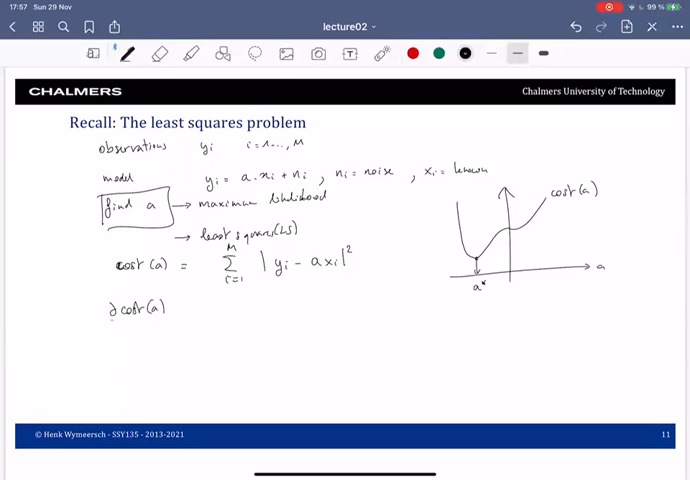 17:57 Sun 29 Nov
99 %
lecture02
CHALMERS
Chalmers University of Technology
Recall: The least squares problem
observations yi i=1...., M
model yi = a·xi + ni , ni = noise , xi = known
find a → maximum likelihood
→ least square (LS)
cost(a) = M ∑ i=1 | yi − axi |²
∂cost(a)
cost(a)
a
a*
© Henk Wymeersch - SSY135 - 2013-2021
11